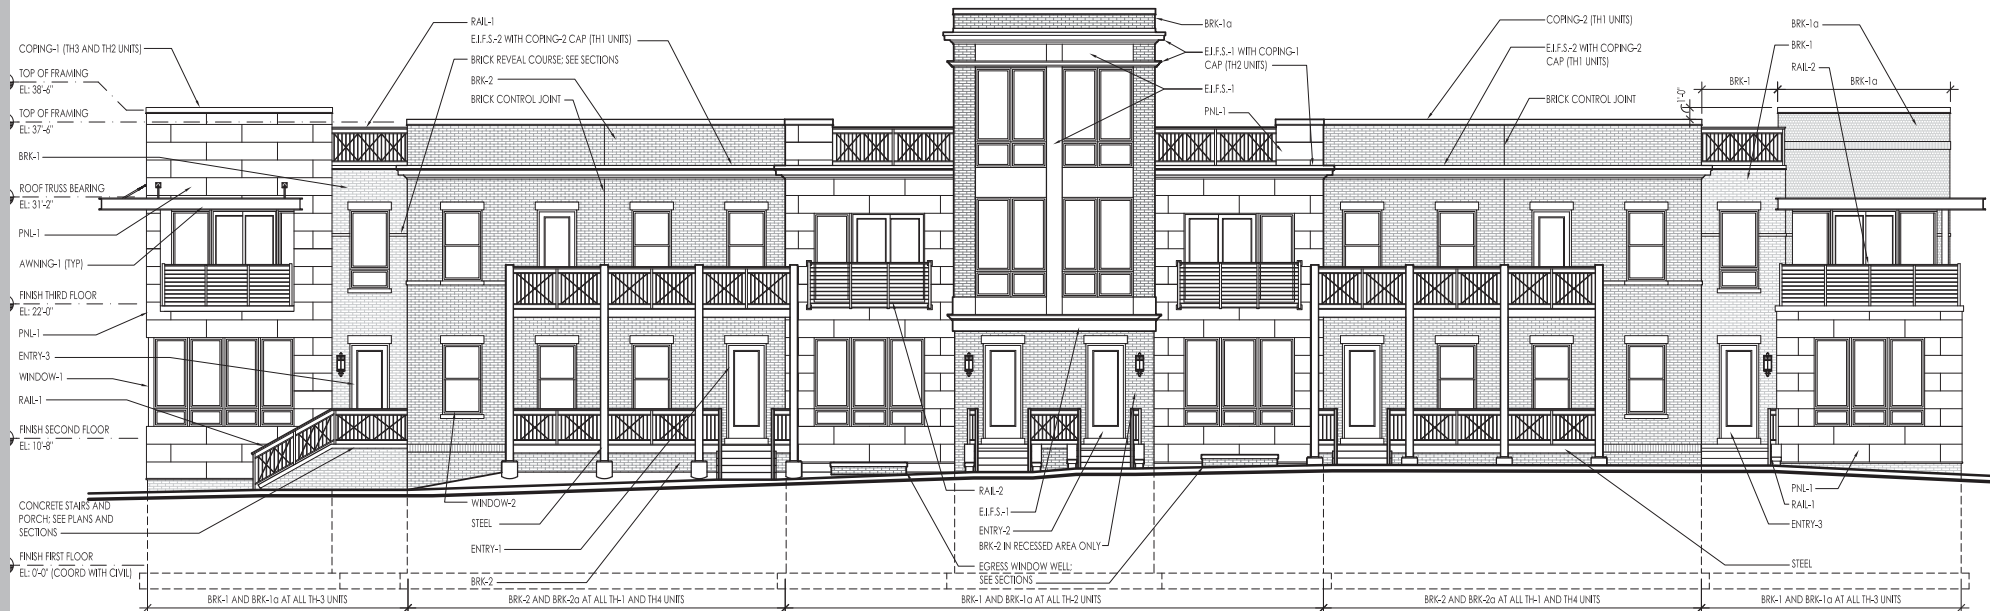 RAIL-1
E.I.F.S.-2 WITH COPING-2 CAP (TH1 UNITS)
BRICK REVEAL COURSE; SEE SECTIONS
BRK-2
BRICK CONTROL JOINT
COPING-1 (TH3 AND TH2 UNITS)
TOP OF FRAMING
EL: 38'-6"
TOP OF FRAMING
EL: 37'-6"
BRK-1
ROOF TRUSS BEARING
EL: 31'-2"
PNL-1
AWNING-1 (TYP)
FINISH THIRD FLOOR
EL: 22'-0"
PNL-1
ENTRY-3
WINDOW-1
RAIL-1
FINISH SECOND FLOOR
EL: 10'-8"
CONCRETE STAIRS AND
PORCH; SEE PLANS AND
SECTIONS
FINISH FIRST FLOOR
EL: 0'-0" (COORD WITH CIVIL)
BRK-1a
E.I.F.S.-1 WITH COPING-1
CAP (TH2 UNITS)
E.I.F.S.-1
PNL-1
COPING-2 (TH1 UNITS)
E.I.F.S.-2 WITH COPING-2
CAP (TH1 UNITS)
BRICK CONTROL JOINT
BRK-1a
BRK-1
RAIL-2
BRK-1
BRK-1a
1'-0"
WINDOW-2
STEEL
ENTRY-1
BRK-2
RAIL-2
E.I.F.S.-1
ENTRY-2
BRK-2 IN RECESSED AREA ONLY
EGRESS WINDOW WELL;
SEE SECTIONS
PNL-1
RAIL-1
ENTRY-3
STEEL
BRK-1 AND BRK-1a AT ALL TH-3 UNITS
BRK-2 AND BRK-2a AT ALL TH-1 AND TH4 UNITS
BRK-1 AND BRK-1a AT ALL TH-2 UNITS
BRK-2 AND BRK-2a AT ALL TH-1 AND TH4 UNITS
BRK-1 AND BRK-1a AT ALL TH-3 UNITS